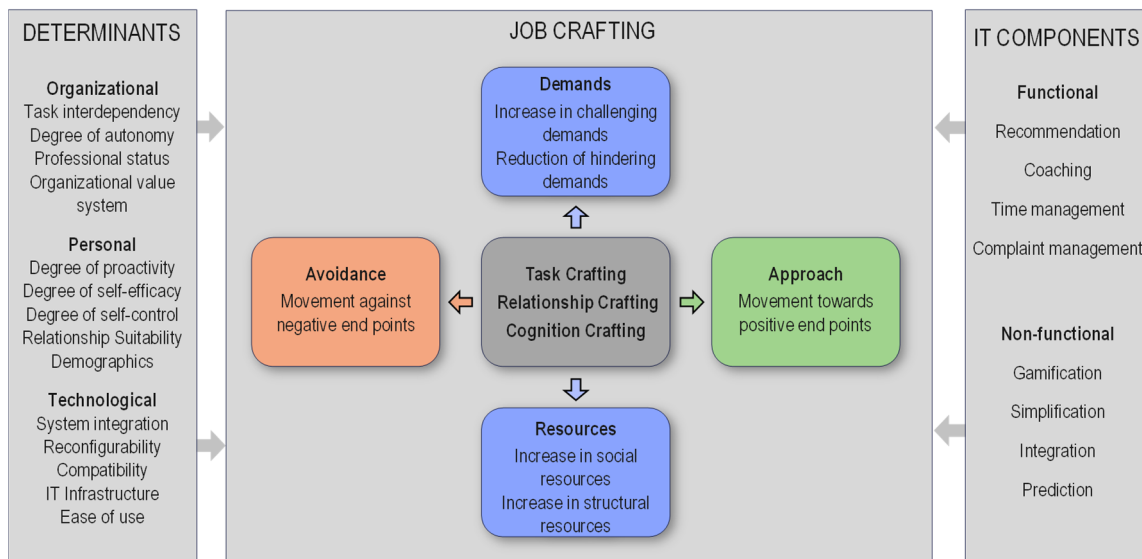 DETERMINANTS
Organizational
Task interdependency
Degree of autonomy
Professional status
Organizational value
system
Personal
Degree of proactivity
Degree of self-efficacy
Degree of self-control
Relationship Suitability
Demographics
Technological
System integration
Reconfigurability
Compatibility
IT Infrastructure
Ease of use
JOB CRAFTING
Demands
Increase in challenging
demands
Reduction of hindering
demands
Avoidance
Movement against
negative end points
Task Crafting
Relationship Crafting
Cognition Crafting
Approach
Movement towards
positive end points
Resources
Increase in social
resources
Increase in structural
resources
IT COMPONENTS
Functional
Recommendation
Coaching
Time management
Complaint management
Non-functional
Gamification
Simplification
Integration
Prediction